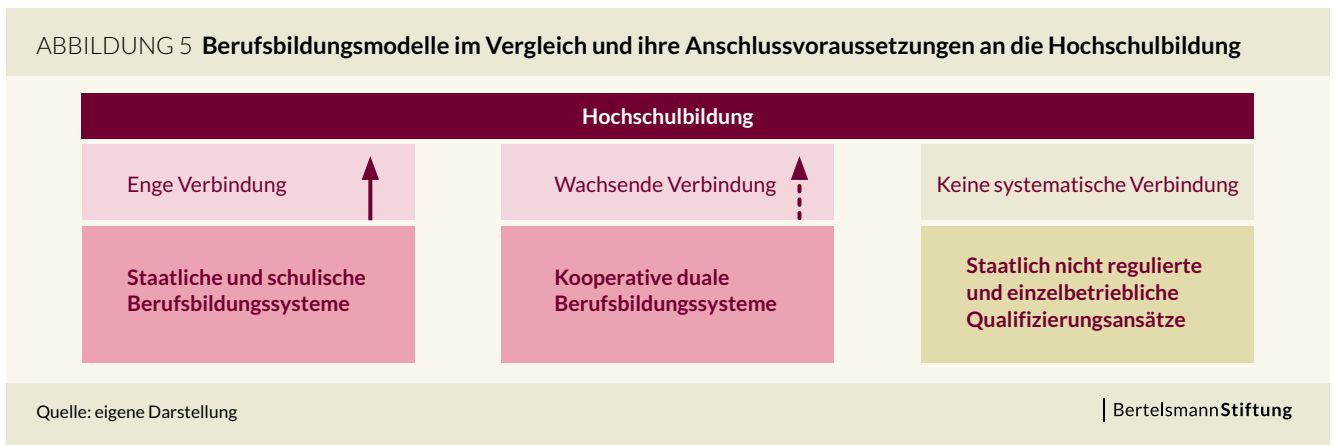 ABBILDUNG 5 Berufsbildungsmodelle im Vergleich und ihre Anschlussvoraussetzungen an die Hochschulbildung
Hochschulbildung
Enge Verbindung
Wachsende Verbindung
Keine systematische Verbindung
Staatliche und schulische
Berufsbildungssysteme
Kooperative duale
Berufsbildungssysteme
Staatlich nicht regulierte
und einzelbetriebliche
Qualifizierungsansätze
Quelle: eigene Darstellung
BertelsmannStiftung